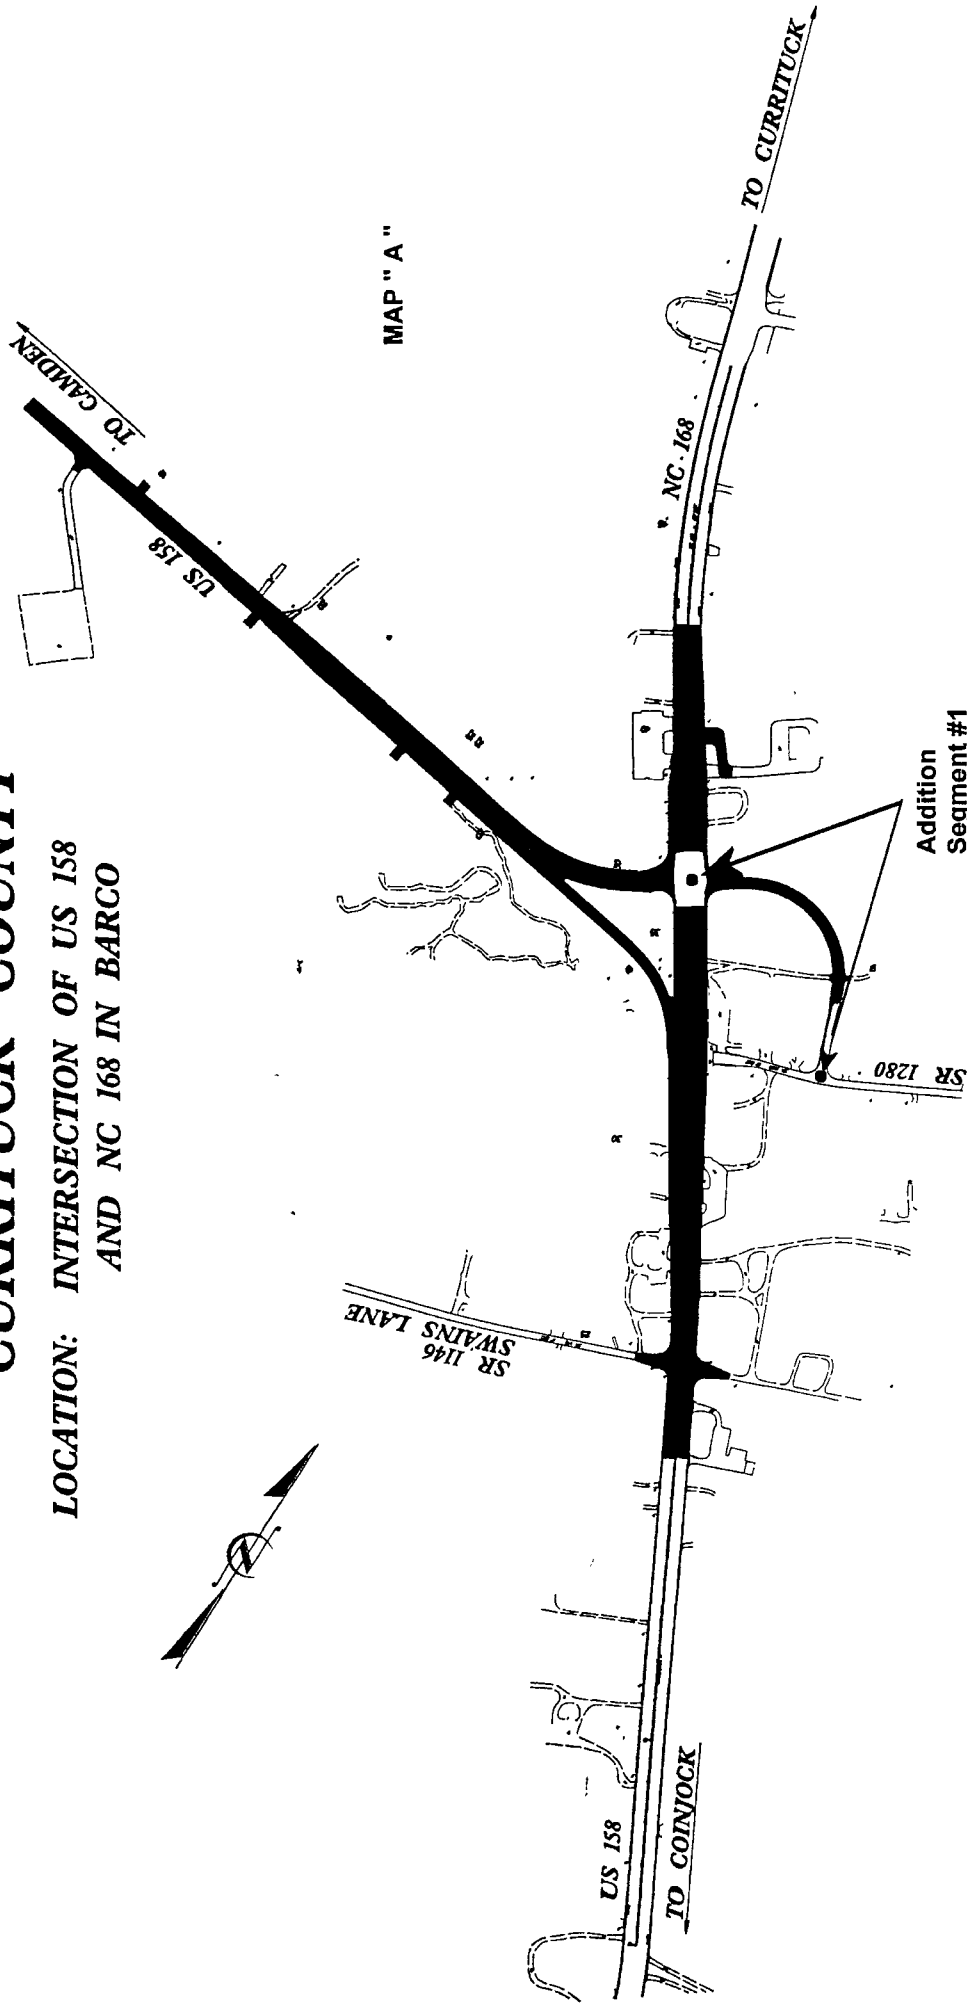 CURRITUCK COUNTY
LOCATION: INTERSECTION OF US 158
AND NC 168 IN BARCO
TO CAMDEN
US 158
MAP "A"
SR 1146
SWAINS LANE
NC 168
TO CURRITUCK
US 158
TO COINJOCK
SR 1280
Addition
Segment #1
N